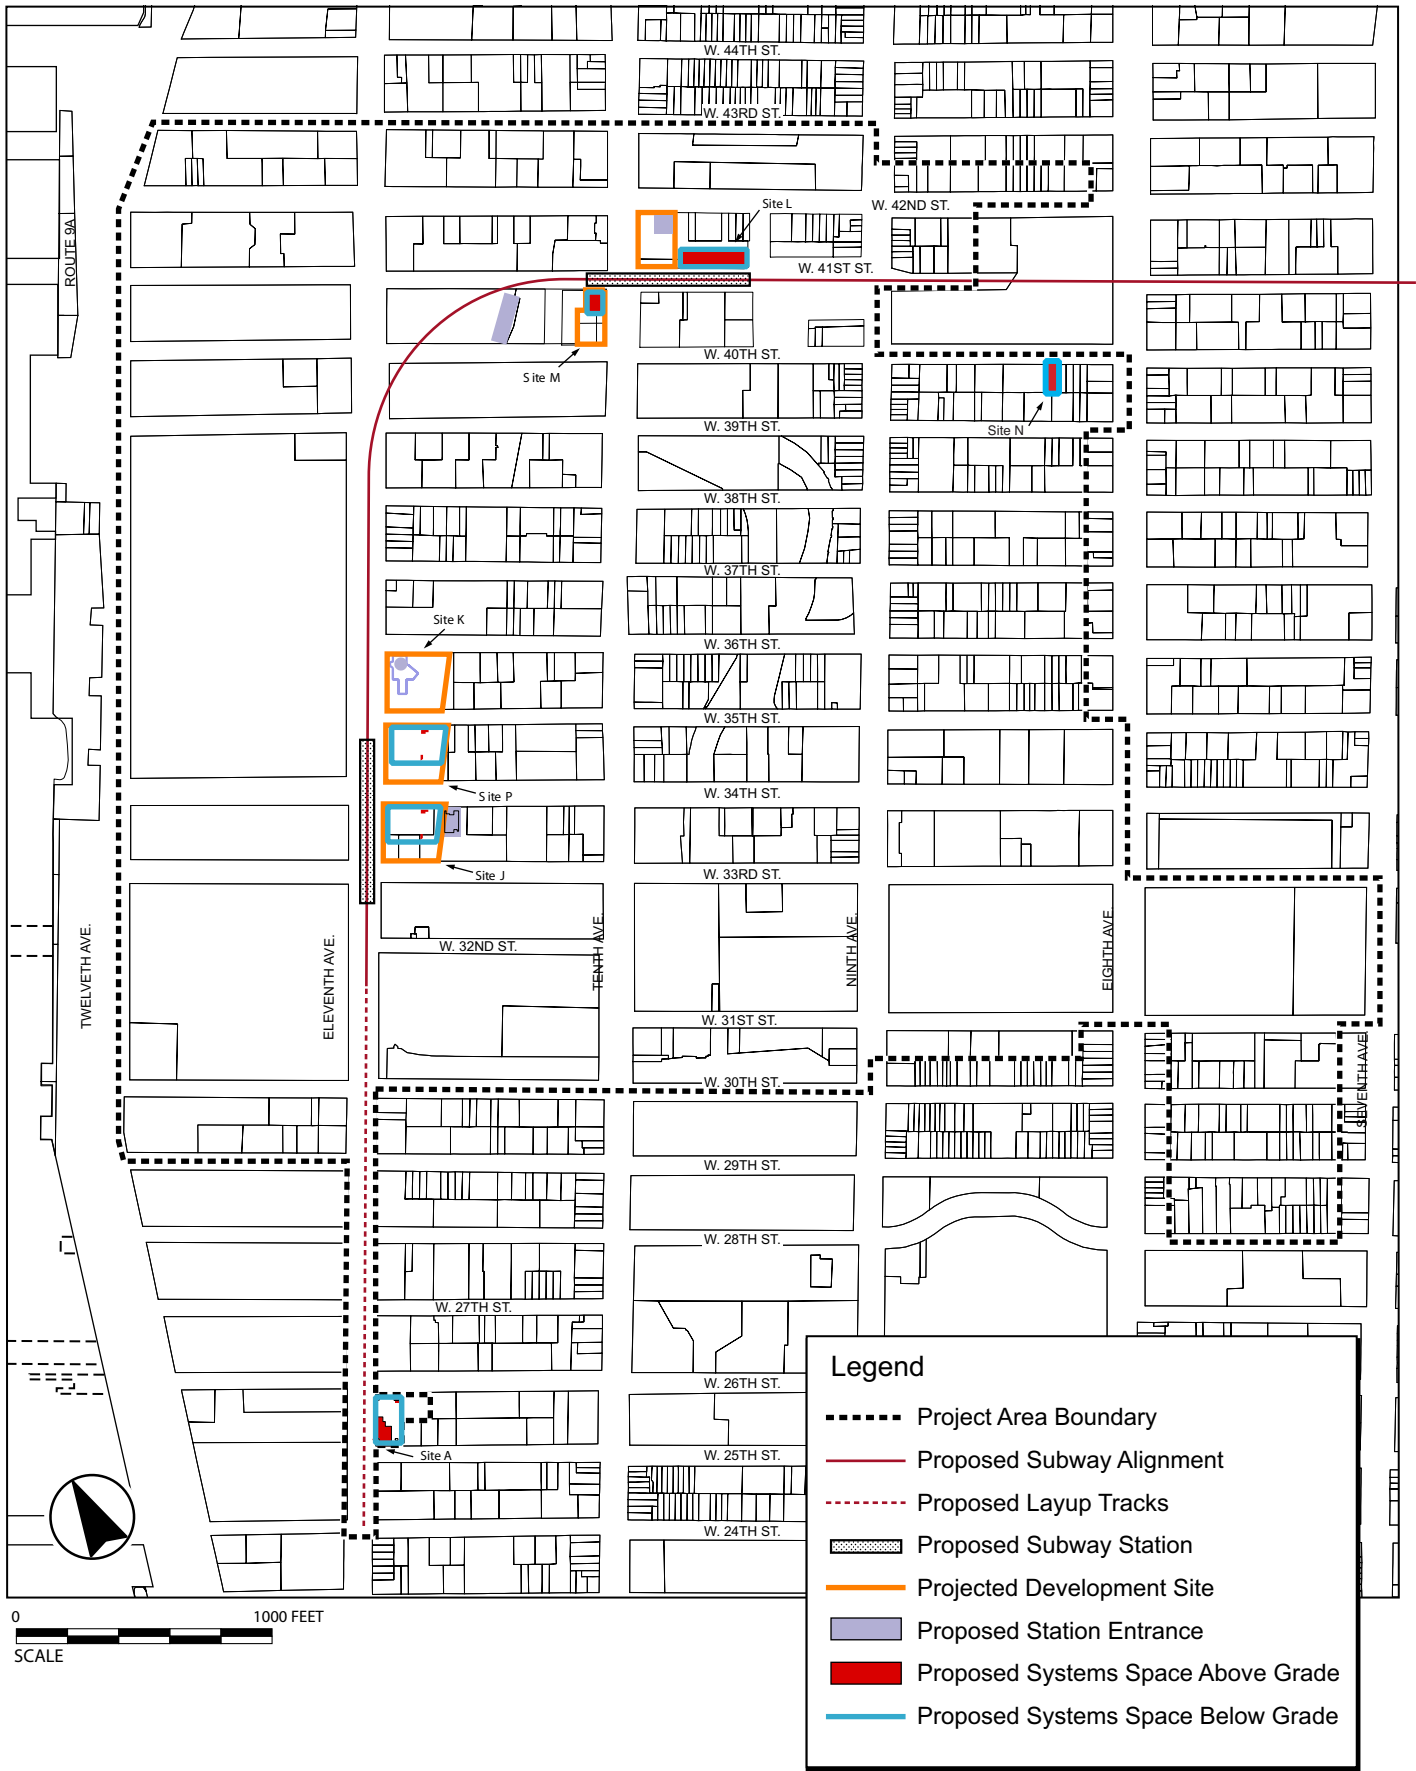 W. 44TH ST.
W. 43RD ST.
W. 42ND ST.
Site L
ROUTE 9A
W. 41ST ST.
W. 40TH ST.
Site M
W. 39TH ST.
Site N
W. 38TH ST.
W. 37TH ST.
Site K
W. 36TH ST.
W. 35TH ST.
Site P
W. 34TH ST.
Site J
W. 33RD ST.
TWELVETH AVE.
ELEVENTH AVE.
W. 32ND ST.
TENTH AVE.
NINTH AVE.
EIGHTH AVE.
SEVENTH AVE.
W. 31ST ST.
W. 30TH ST.
W. 29TH ST.
W. 28TH ST.
W. 27TH ST.
W. 26TH ST.
Site A
W. 25TH ST.
W. 24TH ST.
Legend
Project Area Boundary
Proposed Subway Alignment
Proposed Layup Tracks
Proposed Subway Station
Projected Development Site
Proposed Station Entrance
Proposed Systems Space Above Grade
Proposed Systems Space Below Grade
0 1000 FEET
SCALE